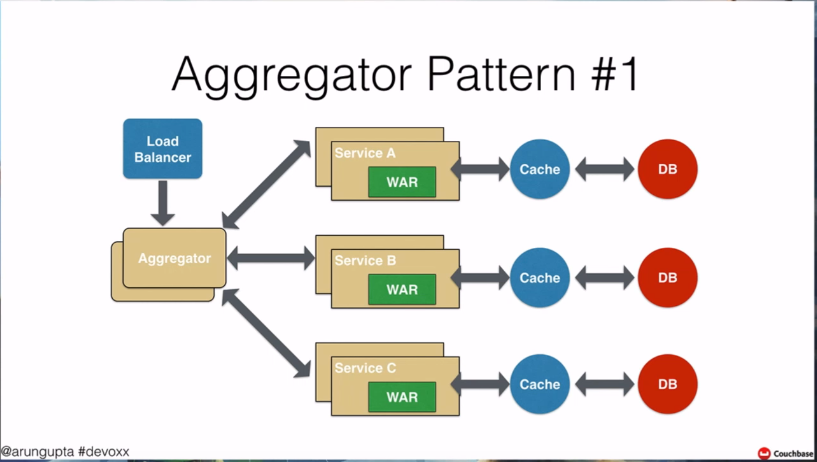 Aggregator Pattern #1
Load
Balancer
Aggregator
Service A
WAR
Cache
DB
Service B
WAR
Cache
DB
Service C
WAR
Cache
DB
@arungupta #devoxx
Couchbase